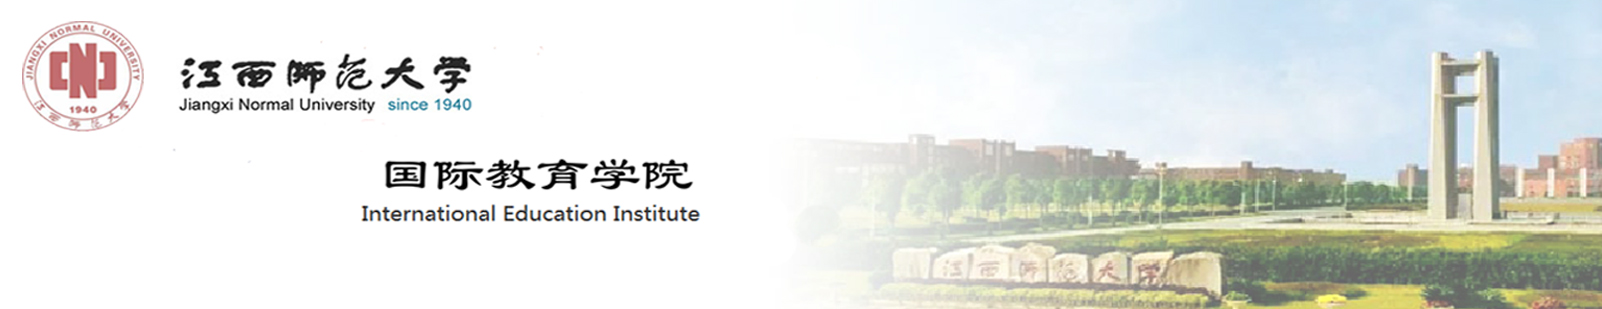 JIANGXI NORMAL UNIVERSITY
1940
江西师范大学
江西师范大学
Jiangxi Normal University since 1940
国际教育学院
International Education Institute
江西师范大学